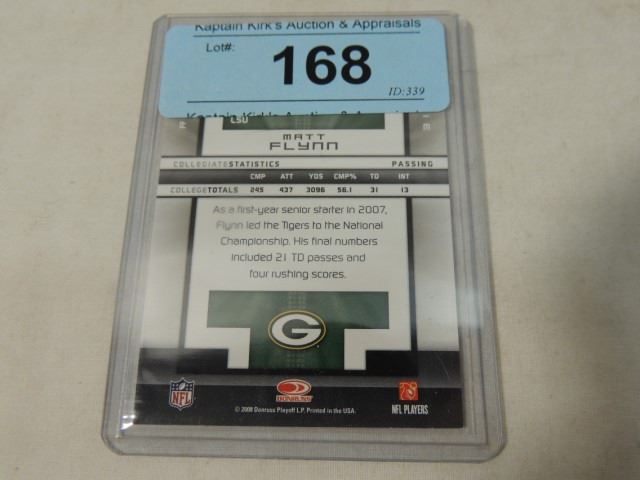 Kaptain Kirk's Auction & Appraisals
Lot#:
168
ID:339
LSU
MATT
FLYNN
COLLEGIATE STATISTICS PASSING
CMP ATT YDS CMP% TD INT
COLLEGE TOTALS 245 437 3096 56.1 31 13
As a first-year senior starter in 2007,
Flynn led the Tigers to the National
Championship. His final numbers
included 21 TD passes and
four rushing scores.
G
NFL
DONRUSS
NFL PLAYERS
© 2008 Donruss Playoff L.P. Printed in the USA.